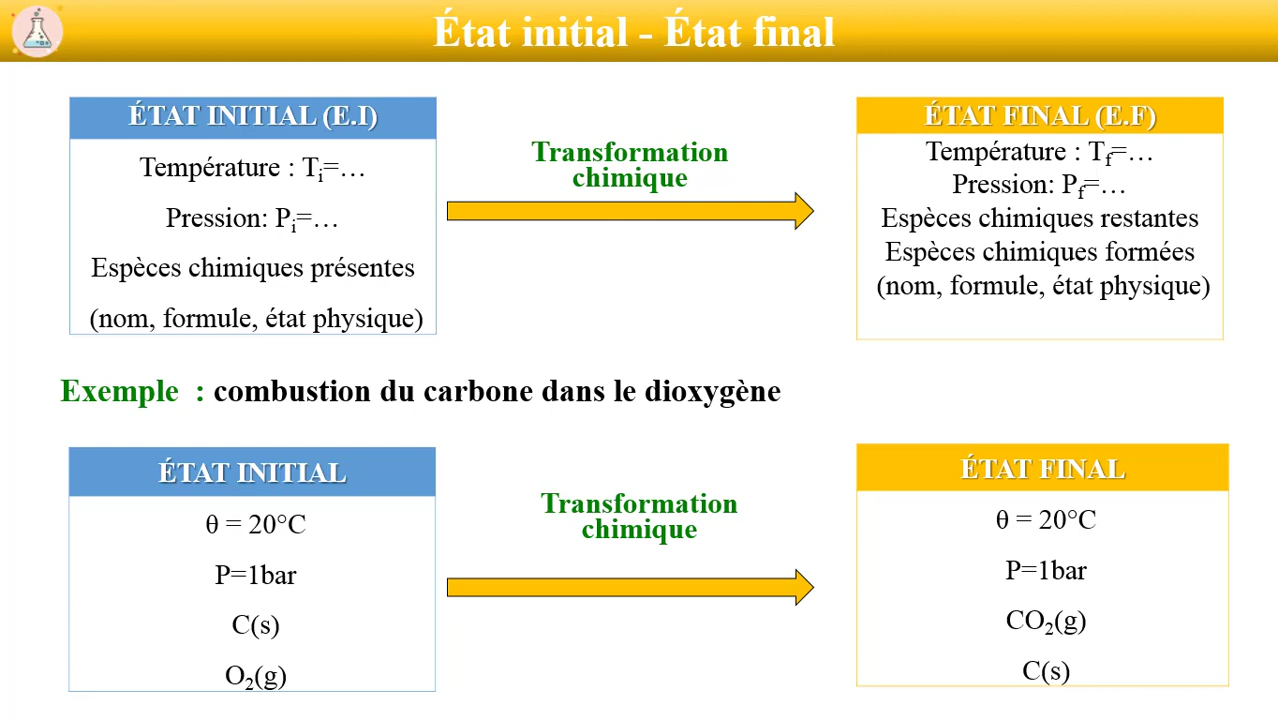 État initial - État final
ÉTAT INITIAL (E.I)
Température : Tᵢ=…
Pression: Pᵢ=…
Espèces chimiques présentes
(nom, formule, état physique)
Transformation
chimique
ÉTAT FINAL (E.F)
Température : T_f=…
Pression: P_f=…
Espèces chimiques restantes
Espèces chimiques formées
(nom, formule, état physique)
Exemple : combustion du carbone dans le dioxygène
ÉTAT INITIAL
θ = 20°C
P=1bar
C(s)
O₂(g)
Transformation
chimique
ÉTAT FINAL
θ = 20°C
P=1bar
CO₂(g)
C(s)